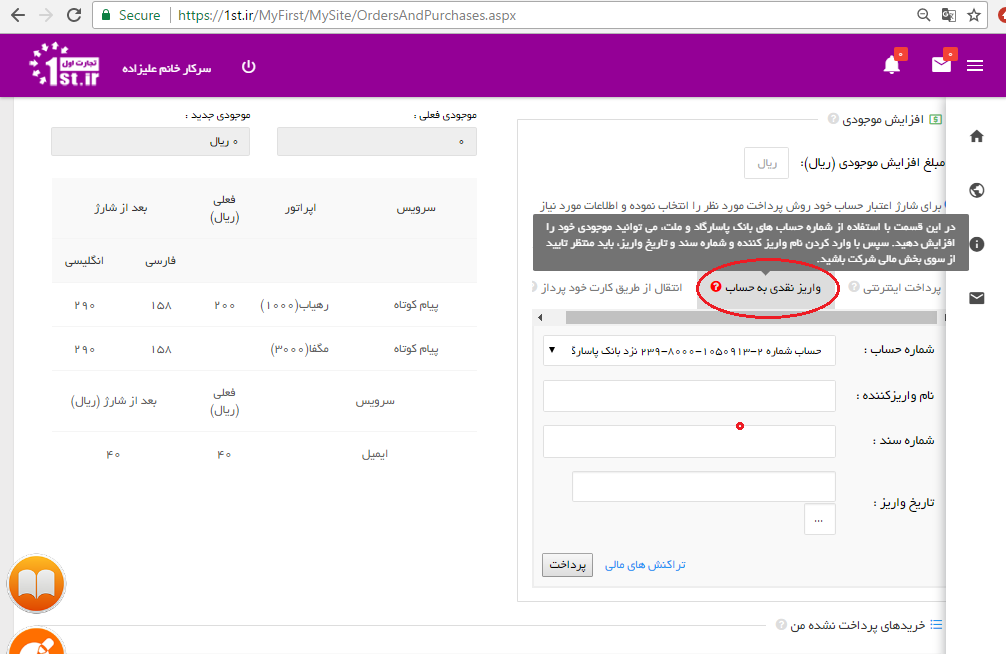 Secure https://1st.ir/MyFirst/MySite/OrdersAndPurchases.aspx
تجارت اول
1st.ir
سرکار خانم علیزاده
۰
۰
افزایش موجودی
مبلغ افزایش موجودی (ریال):
ریال
برای شارژ اعتبار حساب خود روش پرداخت مورد نظر را انتخاب نموده و اطلاعات مورد نیاز
در این قسمت با استفاده از شماره حساب های بانک پاسارگاد و ملت، می توانید موجودی خود را
افزایش دهید. سپس با وارد کردن نام واریز کننده و شماره سند و تاریخ واریز، باید منتظر تایید
از سوی بخش مالی شرکت باشید.
پرداخت اینترنتی
واریز نقدی به حساب
انتقال از طریق کارت خود پرداز
شماره حساب :
حساب شماره ۲-۱۰۵۰۹۱۳-۸۰۰۰-۲۳۹ نزد بانک پاسارگ
نام واریزکننده :
شماره سند :
تاریخ واریز :
...
تراکنش های مالی
پرداخت
موجودی فعلی :
۰
موجودی جدید :
۰ ریال
سرویس اپراتور فعلی (ریال) بعد از شارژ
فارسی انگلیسی
پیام کوتاه رهیاب(۱۰۰۰) ۲۰۰ ۱۵۸ ۲۹۰
پیام کوتاه مگفا(۳۰۰۰) ۱۵۸ ۲۹۰
سرویس فعلی (ریال) بعد از شارژ (ریال)
ایمیل ۴۰ ۴۰
خریدهای پرداخت نشده من